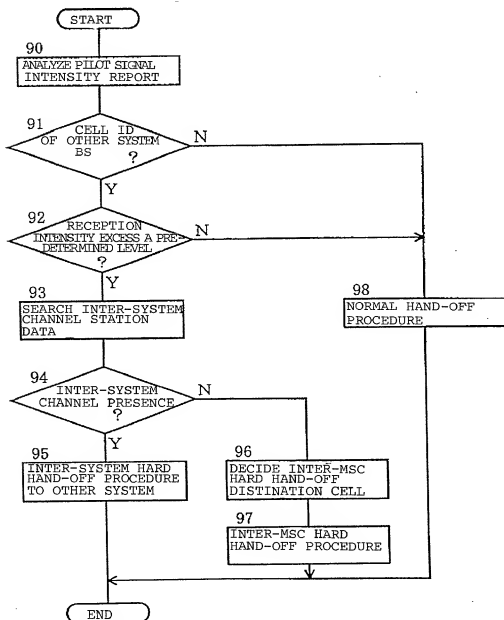 START
90
ANALYZE PILOT SIGNAL
INTENSITY REPORT
91
CELL ID
OF OTHER SYSTEM
BS
?
N
Y
92
RECEPTION
INTENSITY EXCESS A PRE-
DETERMINED LEVEL
?
N
Y
93
SEARCH INTER-SYSTEM
CHANNEL STATION
DATA
98
NORMAL HAND-OFF
PROCEDURE
94
INTER-SYSTEM
CHANNEL PRESENCE
?
N
Y
95
INTER-SYSTEM HARD
HAND-OFF PROCEDURE
TO OTHER SYSTEM
96
DECIDE INTER-MSC
HARD HAND-OFF
DISTINATION CELL
97
INTER-MSC HARD
HAND-OFF PROCEDURE
END